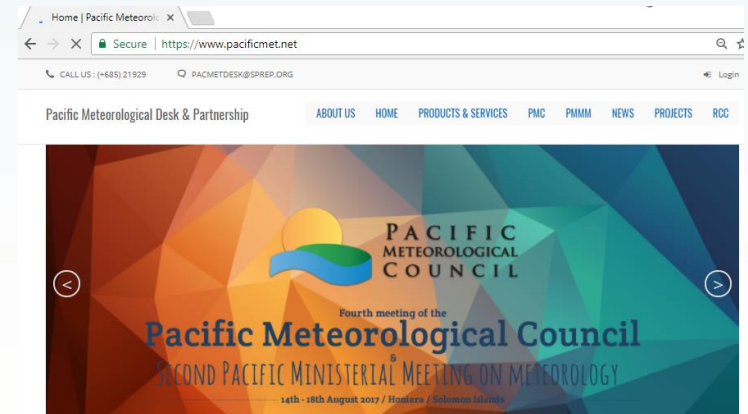 Home | Pacific Meteorolo
Secure | https://www.pacificmet.net
CALL US : (+685) 21929 PACMETDESK@SPREP.ORG Login
Pacific Meteorological Desk & Partnership ABOUT US HOME PRODUCTS & SERVICES PMC PMMM NEWS PROJECTS RCC
PACIFIC
METEOROLOGICAL
COUNCIL
Fourth meeting of the
Pacific Meteorological Council
&
SECOND PACIFIC MINISTERIAL MEETING ON METEOROLOGY
14th - 18th August 2017 / Honiara / Solomon Islands